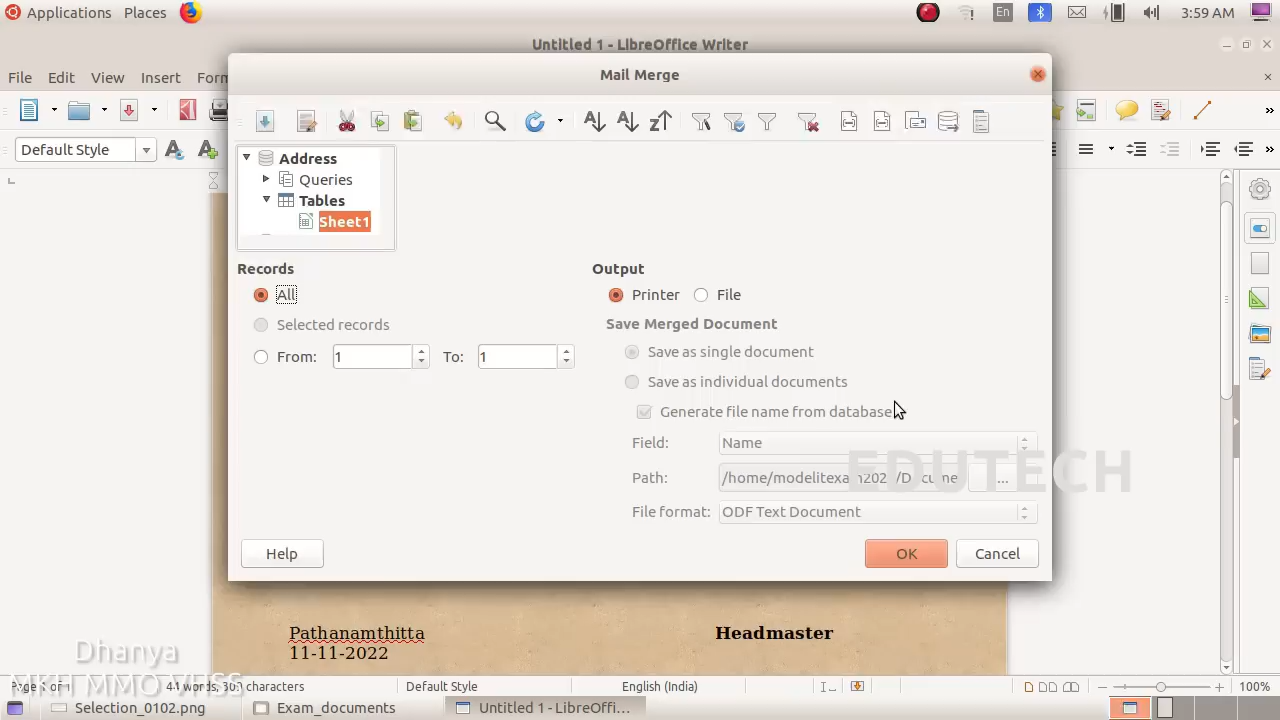 Applications Places En 3:59 AM
Untitled 1 - LibreOffice Writer
File Edit View Insert Form
Mail Merge
Default Style
Address
Queries
Tables
Sheet1
Records
Output
All
Printer File
Selected records
Save Merged Document
From: 1 To: 1
Save as single document
Save as individual documents
Generate file name from database
Field: Name
EDUTECH
Path: ...
File format: ODF Text Document
Help OK Cancel
Pathanamthitta Headmaster
11-11-2022
Dhanya
44 words, characters Default Style English (India) 100%
Selection_0102.png Exam_documents Untitled 1 - LibreOffi...